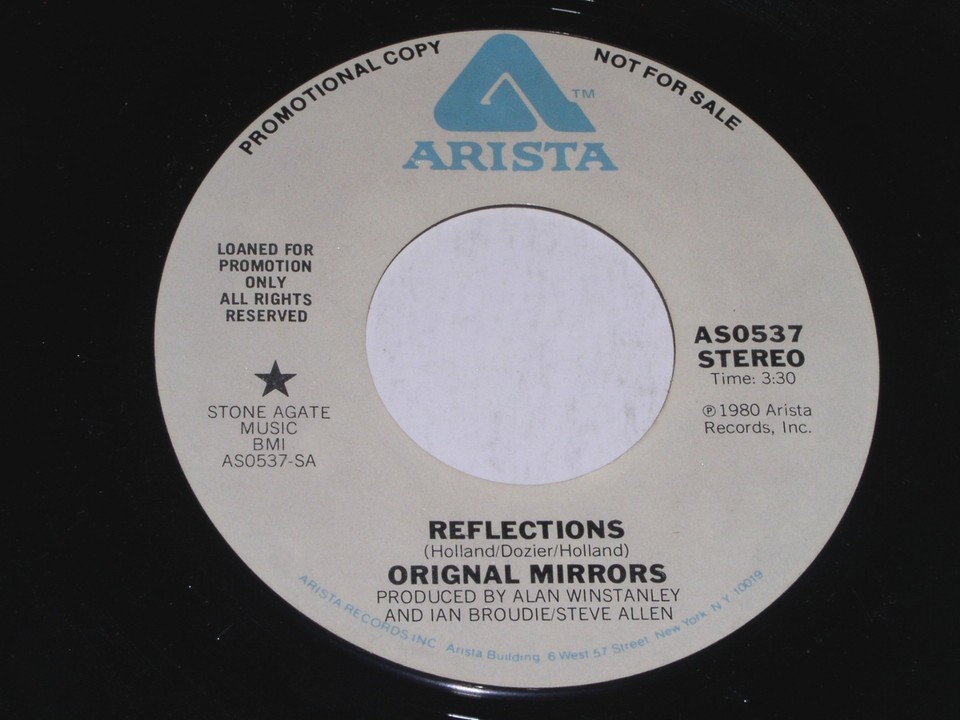 PROMOTIONAL COPY
NOT FOR SALE
TM
ARISTA
LOANED FOR
PROMOTION
ONLY
ALL RIGHTS
RESERVED
★
STONE AGATE
MUSIC
BMI
AS0537-SA
AS0537
STEREO
Time: 3:30
℗1980 Arista
Records, Inc.
REFLECTIONS
(Holland/Dozier/Holland)
ORIGNAL MIRRORS
PRODUCED BY ALAN WINSTANLEY
AND IAN BROUDIE/STEVE ALLEN
ARISTA RECORDS, INC. Arista Building 6 West 57 Street New York N.Y. 10019